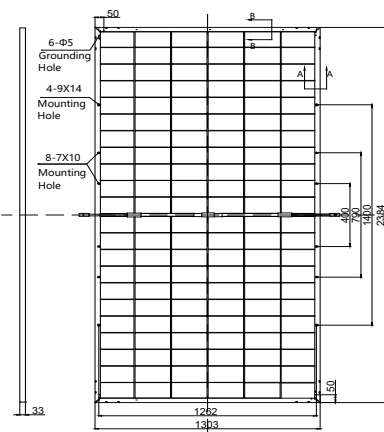 50
B
B
6-Φ5
Grounding
Hole
A
A
4-9X14
Mounting
Hole
8-7X10
Mounting
Hole
400
790
1400
2384
50
33
1262
1303